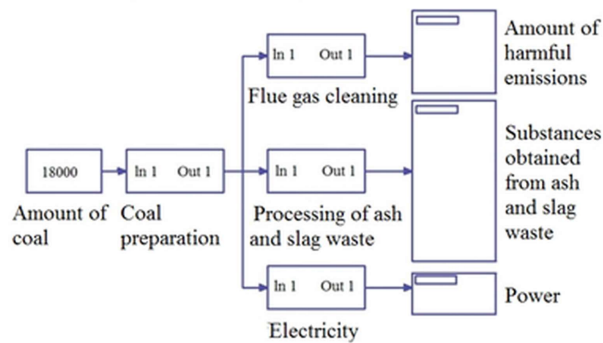 In 1 Out 1
Flue gas cleaning
Amount of
harmful
emissions
18000
Amount of
coal
In 1 Out 1
Coal
preparation
In 1 Out 1
Processing of ash
and slag waste
Substances
obtained
from ash
and slag
waste
In 1 Out 1
Electricity
Power